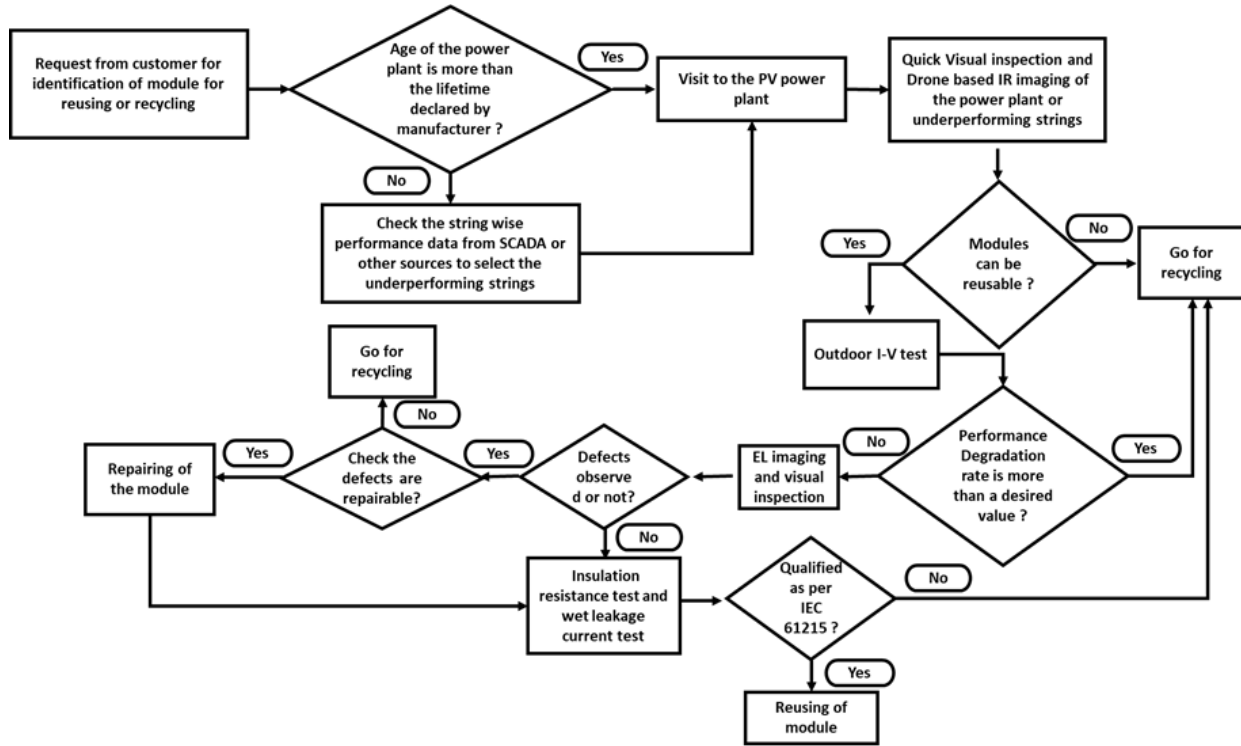 Request from customer for
identification of module for
reusing or recycling
Age of the power
plant is more than
the lifetime
declared by
manufacturer ?
Yes
Visit to the PV power
plant
Quick Visual inspection and
Drone based IR imaging of
the power plant or
underperforming strings
No
Check the string wise
performance data from SCADA or
other sources to select the
underperforming strings
Yes
Modules
can be
reusable ?
No
Go for
recycling
Outdoor I-V test
Performance
Degradation
rate is more
than a desired
value ?
Yes
No
EL imaging
and visual
inspection
Defects
observe
d or not?
Yes
Check the
defects are
repairable?
No
Go for
recycling
Yes
Repairing of
the module
No
Insulation
resistance test and
wet leakage
current test
Qualified
as per
IEC
61215 ?
No
Yes
Reusing of
module